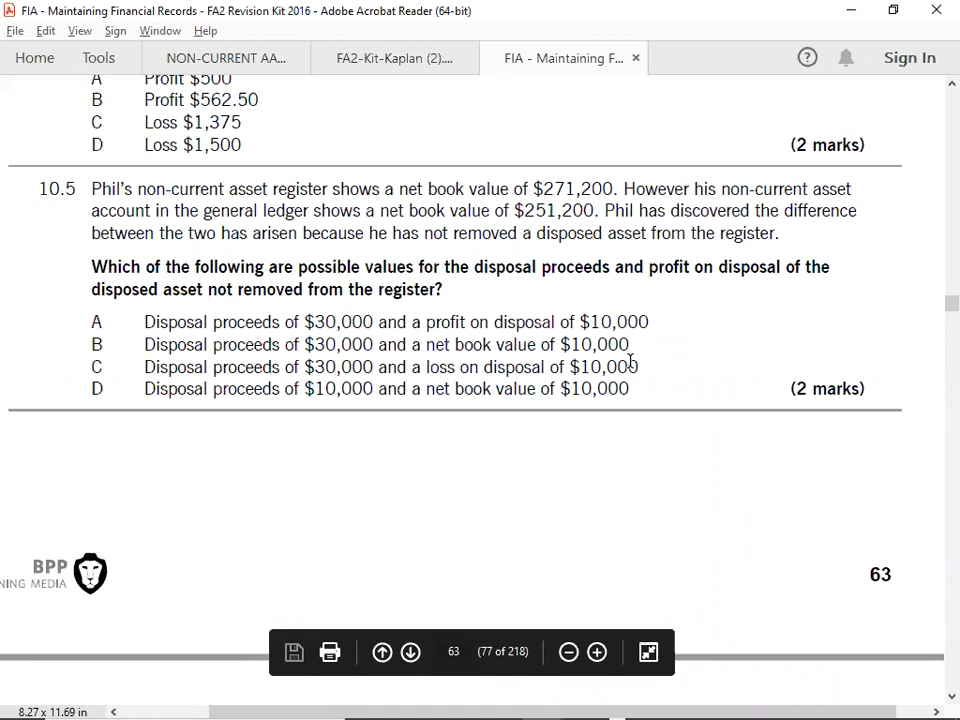 FIA - Maintaining Financial Records - FA2 Revision Kit 2016 - Adobe Acrobat Reader (64-bit)
File Edit View Window Sign Help
Home Tools NON-CURRENT AA... FA2-Kit-Kaplan (2).... FIA - Maintaining F... × ? Sign In
A Profit $500
B Profit $562.50
C Loss $1,375
D Loss $1,500 (2 marks)
10.5 Phil's non-current asset register shows a net book value of $271,200. However his non-current asset
account in the general ledger shows a net book value of $251,200. Phil has discovered the difference
between the two has arisen because he has not removed a disposed asset from the register.
Which of the following are possible values for the disposal proceeds and profit on disposal of the
disposed asset not removed from the register?
A Disposal proceeds of $30,000 and a profit on disposal of $10,000
B Disposal proceeds of $30,000 and a net book value of $10,000
C Disposal proceeds of $30,000 and a loss on disposal of $10,000
D Disposal proceeds of $10,000 and a net book value of $10,000 (2 marks)
BPP
NING MEDIA
63
63 (77 of 218)
8.27 x 11.69 in